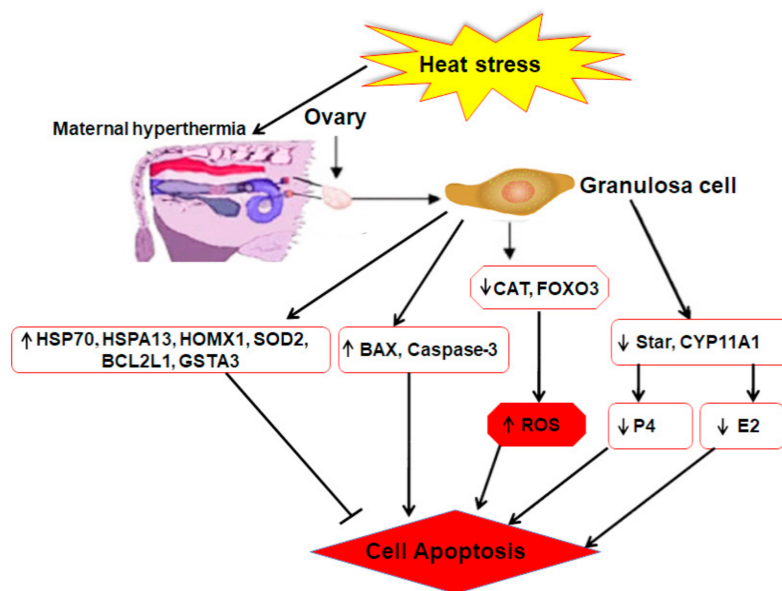 Heat stress
Ovary
Maternal hyperthermia
Granulosa cell
↓CAT, FOXO3
↑ HSP70, HSPA13, HOMX1, SOD2,
BCL2L1, GSTA3
↑ BAX, Caspase-3
↓ Star, CYP11A1
↑ ROS
↓ P4
↓ E2
Cell Apoptosis